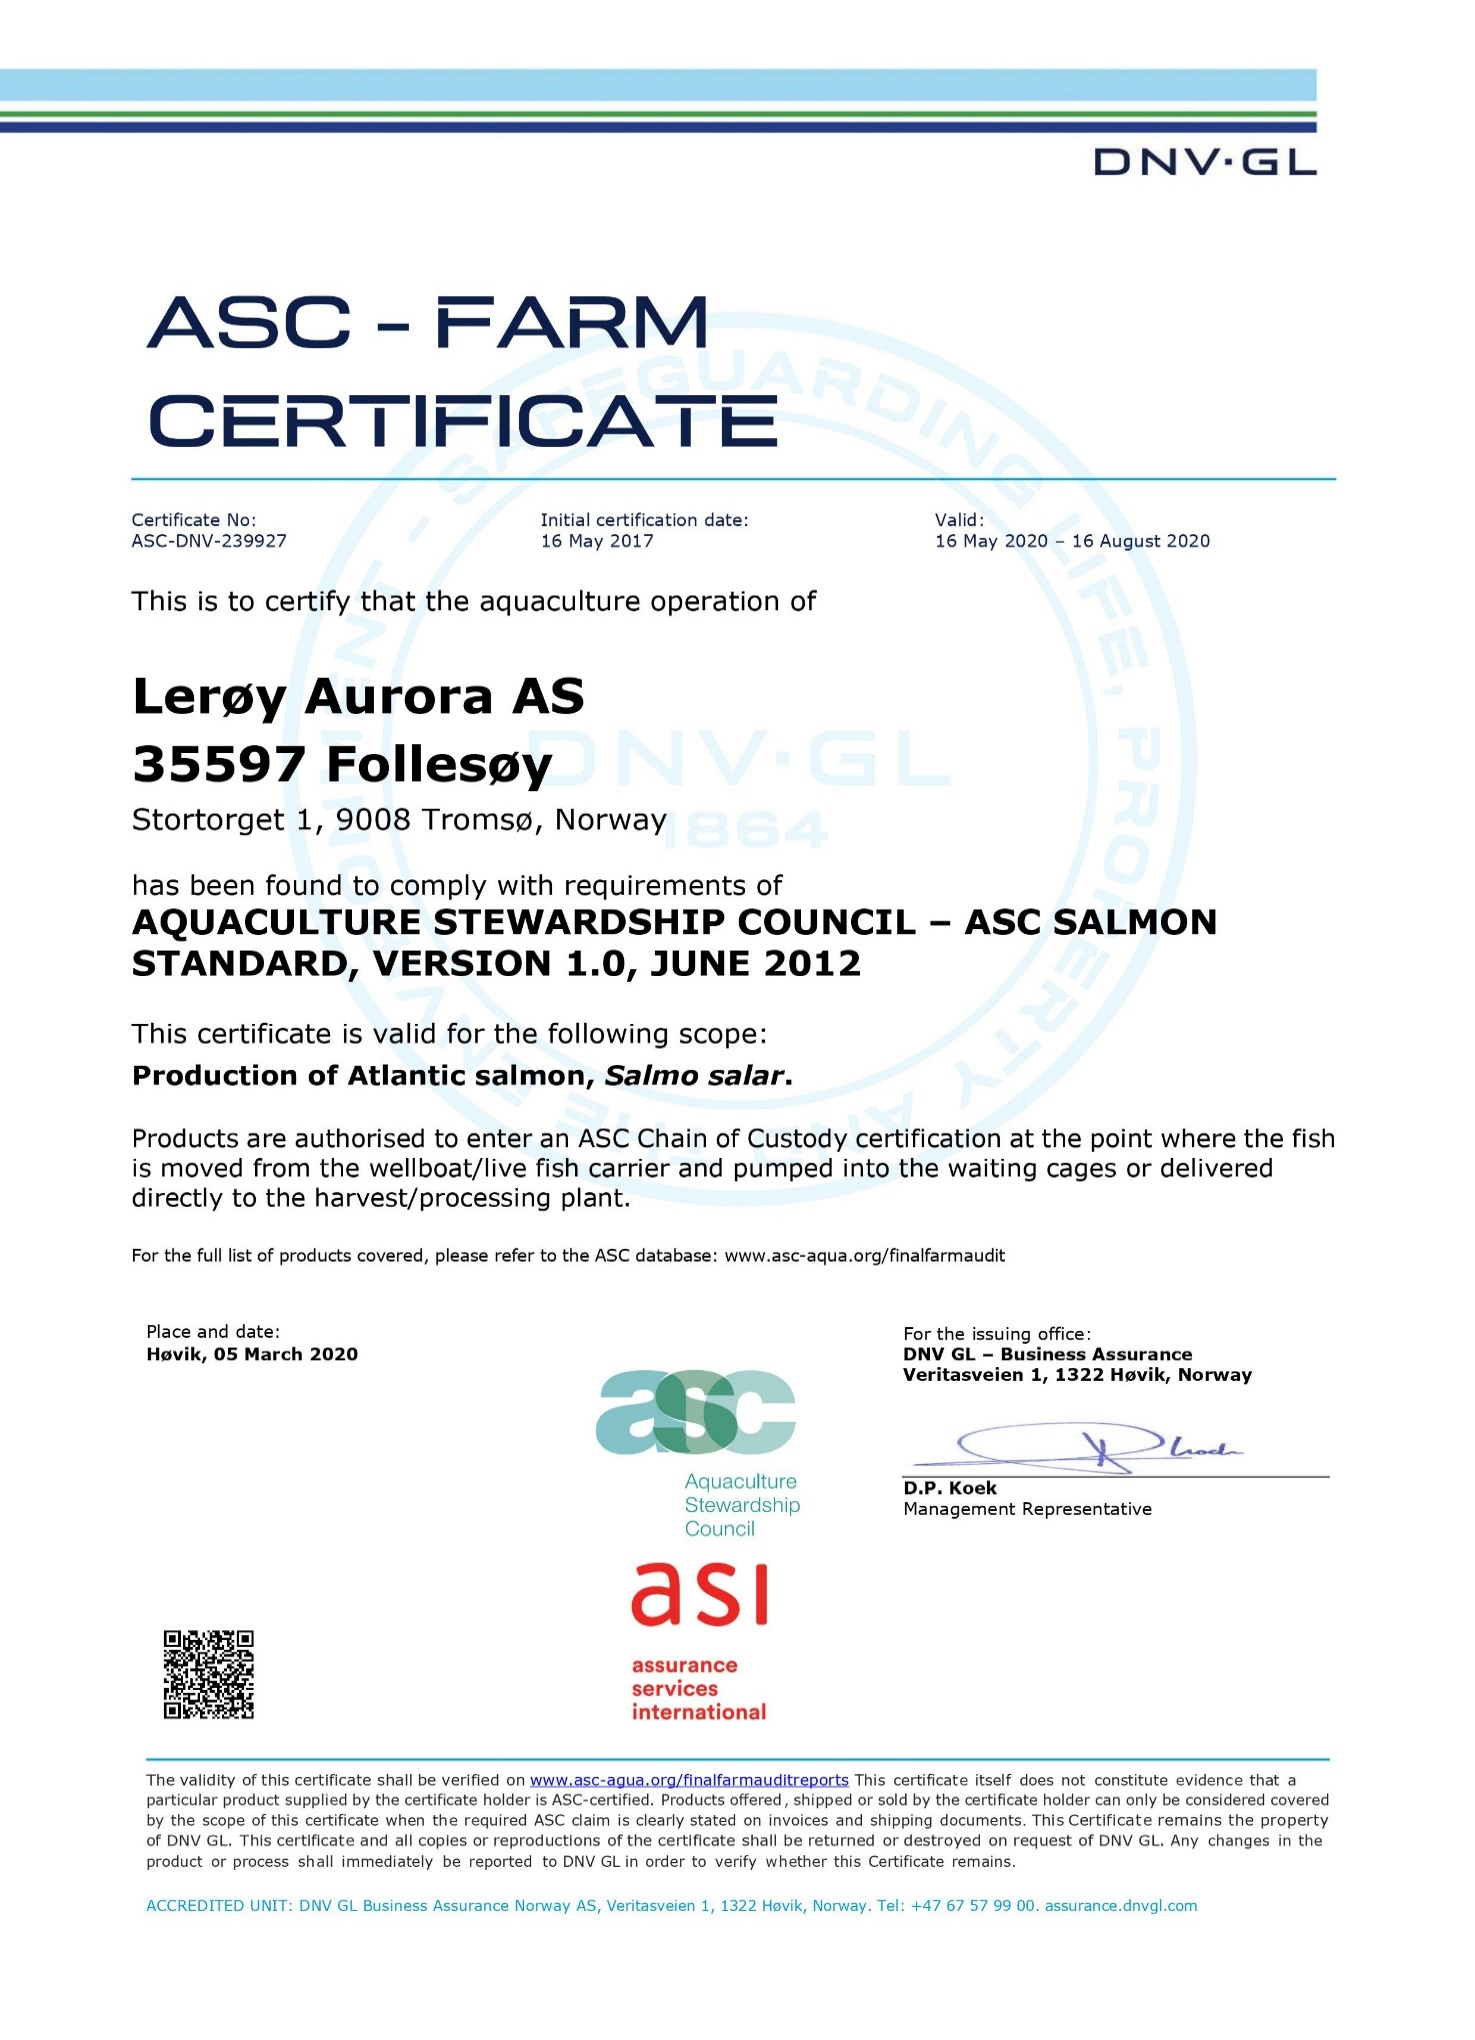 DNV·GL
ASC - FARM
CERTIFICATE
Certificate No:
ASC-DNV-239927
Initial certification date:
16 May 2017
Valid:
16 May 2020 – 16 August 2020
This is to certify that the aquaculture operation of
Lerøy Aurora AS
35597 Follesøy
Stortorget 1, 9008 Tromsø, Norway
has been found to comply with requirements of
AQUACULTURE STEWARDSHIP COUNCIL – ASC SALMON
STANDARD, VERSION 1.0, JUNE 2012
This certificate is valid for the following scope:
Production of Atlantic salmon, Salmo salar.
Products are authorised to enter an ASC Chain of Custody certification at the point where the fish
is moved from the wellboat/live fish carrier and pumped into the waiting cages or delivered
directly to the harvest/processing plant.
For the full list of products covered, please refer to the ASC database: www.asc-aqua.org/finalfarmaudit
SAFEGUARDING LIFE, PROPERTY AND THE ENVIRONMENT -
DNV·GL
1864
Place and date:
Høvik, 05 March 2020
For the issuing office:
DNV GL – Business Assurance
Veritasveien 1, 1322 Høvik, Norway
asc
Aquaculture
Stewardship
Council
D.P. Koek
Management Representative
asi
assurance
services
international
The validity of this certificate shall be verified on www.asc-agua.org/finalfarmauditreports This certificate itself does not constitute evidence that a
particular product supplied by the certificate holder is ASC-certified. Products offered, shipped or sold by the certificate holder can only be considered covered
by the scope of this certificate when the required ASC claim is clearly stated on invoices and shipping documents. This Certificate remains the property
of DNV GL. This certificate and all copies or reproductions of the certificate shall be returned or destroyed on request of DNV GL. Any changes in the
product or process shall immediately be reported to DNV GL in order to verify whether this Certificate remains.
ACCREDITED UNIT: DNV GL Business Assurance Norway AS, Veritasveien 1, 1322 Høvik, Norway. Tel: +47 67 57 99 00. assurance.dnvgl.com